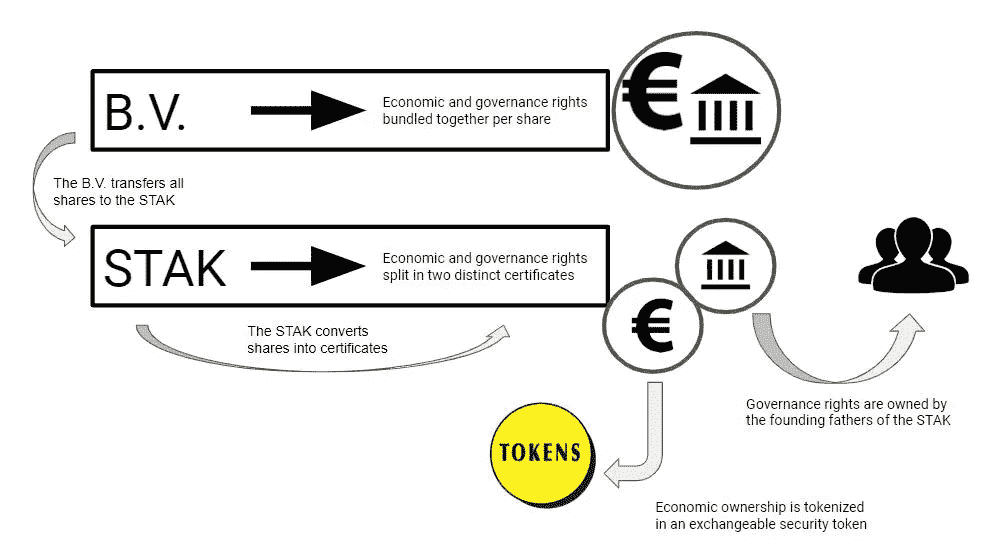 B.V.
Economic and governance rights
bundled together per share
€
The B.V. transfers all
shares to the STAK
STAK
Economic and governance rights
split in two distinct certificates
€
The STAK converts
shares into certificates
Governance rights are owned by
the founding fathers of the STAK
TOKENS
Economic ownership is tokenized
in an exchangeable security token